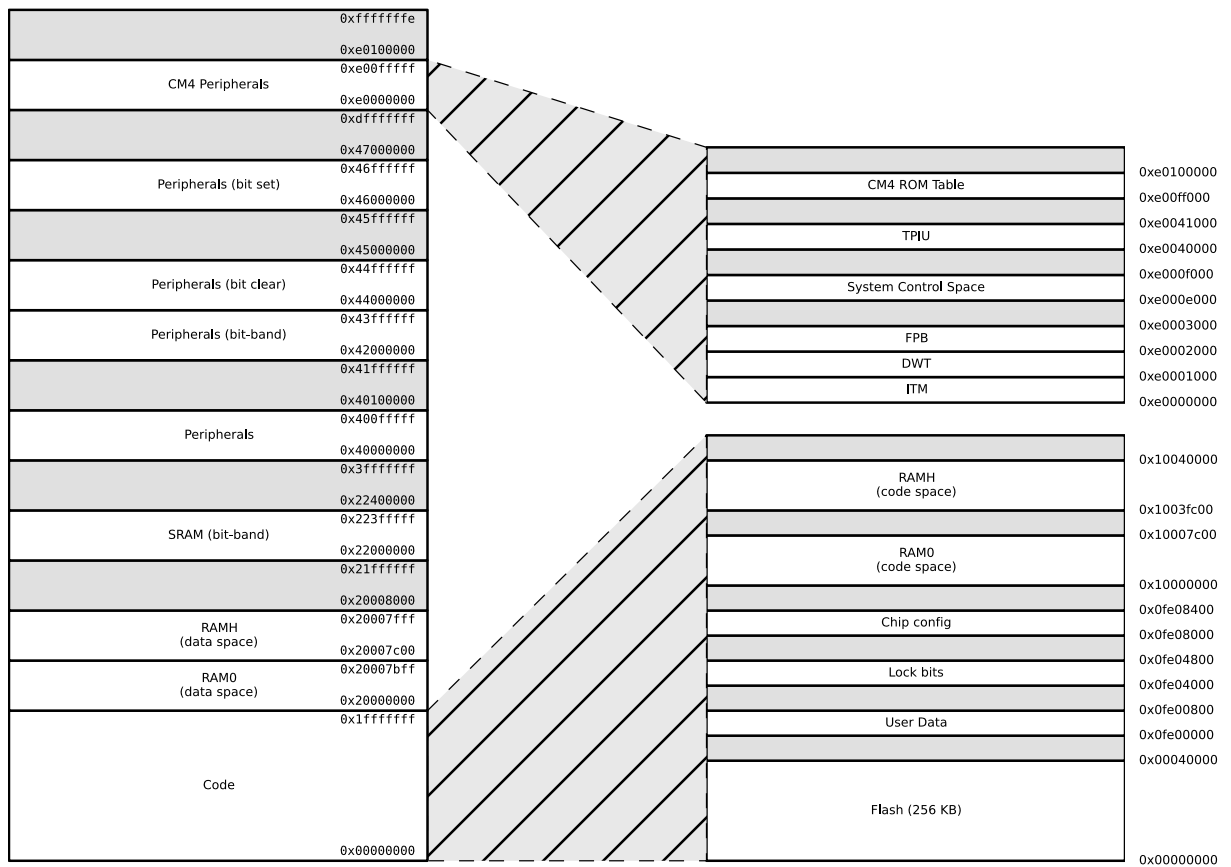 0xfffffffe
0xe0100000
0xe00fffff
CM4 Peripherals
0xe0000000
0xdfffffff
0x47000000
0x46ffffff
Peripherals (bit set)
0x46000000
0x45ffffff
0x45000000
0x44ffffff
Peripherals (bit clear)
0x44000000
0x43ffffff
Peripherals (bit-band)
0x42000000
0x41ffffff
0x40100000
0x400fffff
Peripherals
0x40000000
0x3fffffff
0x22400000
0x223fffff
SRAM (bit-band)
0x22000000
0x21ffffff
0x20008000
0x20007fff
RAMH
(data space)
0x20007c00
0x20007bff
RAM0
(data space)
0x20000000
0x1fffffff
Code
0x00000000
0xe0100000
CM4 ROM Table
0xe00ff000
0xe0041000
TPIU
0xe0040000
0xe000f000
System Control Space
0xe000e000
0xe0003000
FPB
0xe0002000
DWT
0xe0001000
ITM
0xe0000000
0x10040000
RAMH
(code space)
0x1003fc00
0x10007c00
RAM0
(code space)
0x10000000
0x0fe08400
Chip config
0x0fe08000
0x0fe04800
Lock bits
0x0fe04000
0x0fe00800
User Data
0x0fe00000
0x00040000
Flash (256 KB)
0x00000000